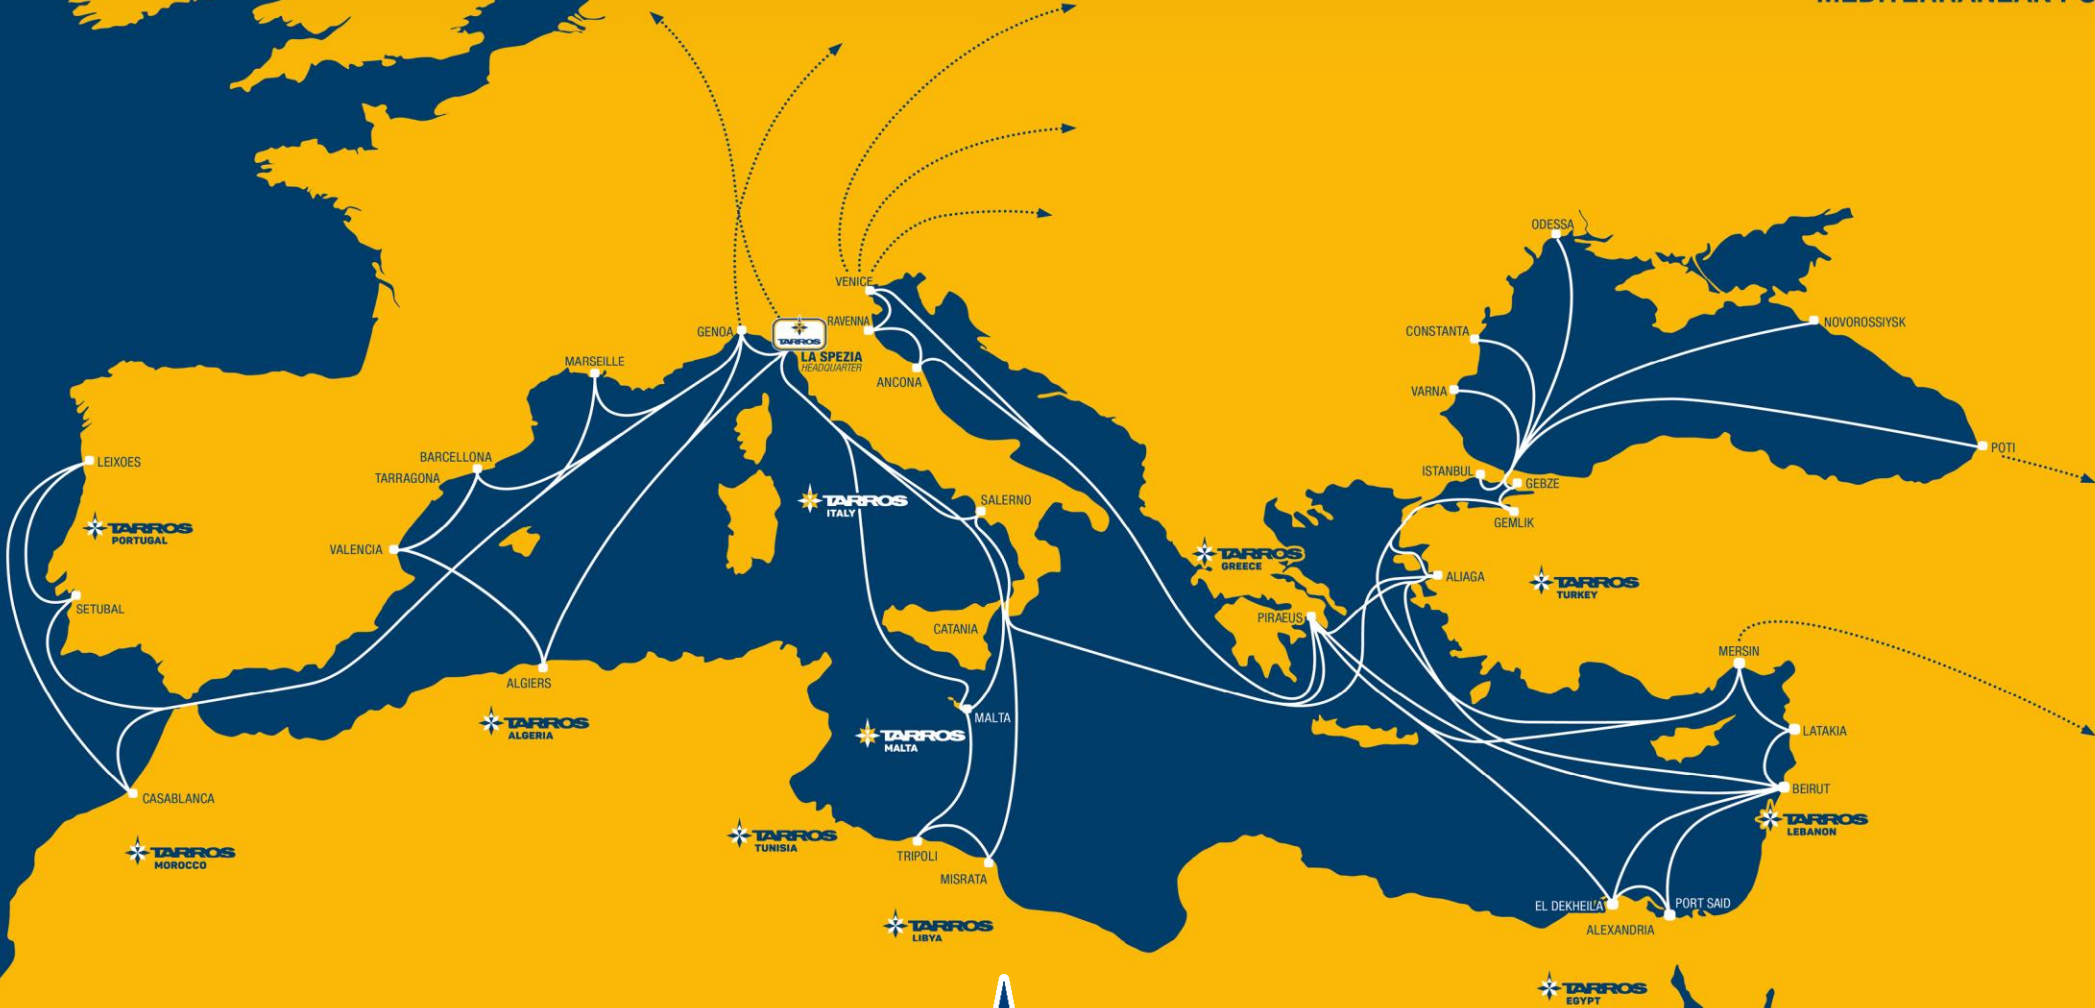 ODESSA
VENICE
RAVENNA
GENOA
TARROS
LA SPEZIA
HEADQUARTER
ANCONA
MARSEILLE
CONSTANTA
NOVOROSSIYSK
VARNA
POTI
BARCELLONA
TARRAGONA
LEIXOES
ISTANBUL
GEBZE
GEMLIK
SALERNO
TARROS
ITALY
TARROS
PORTUGAL
VALENCIA
TARROS
GREECE
ALIAGA
TARROS
TURKEY
SETUBAL
PIRAEUS
CATANIA
MERSIN
ALGIERS
TARROS
ALGERIA
MALTA
TARROS
MALTA
LATAKIA
BEIRUT
CASABLANCA
TARROS
LEBANON
TARROS
MOROCCO
TARROS
TUNISIA
TRIPOLI
MISRATA
TARROS
LIBYA
EL DEKHEILA
PORT SAID
ALEXANDRIA
TARROS
EGYPT